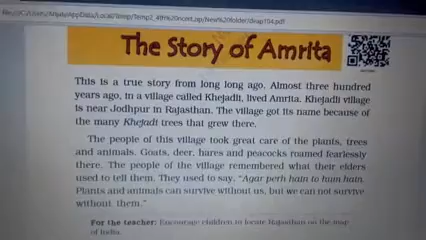 The Story of Amrita
This is a true story from long long ago. Almost three hundred
years ago, in a village called Khejadli, lived Amrita. Khejadli village
is near Jodhpur in Rajasthan. The village got its name because of
the many Khejadi trees that grew there.
The people of this village took great care of the plants, trees
and animals. Goats, deer, hares and peacocks roamed fearlessly
there. The people of the village remembered what their elders
used to tell them. They used to say, "Agar perh hain to hum hain.
Plants and animals can survive without us, but we can not survive
without them."
For the teacher: Encourage children to locate Rajasthan on the map
of India.